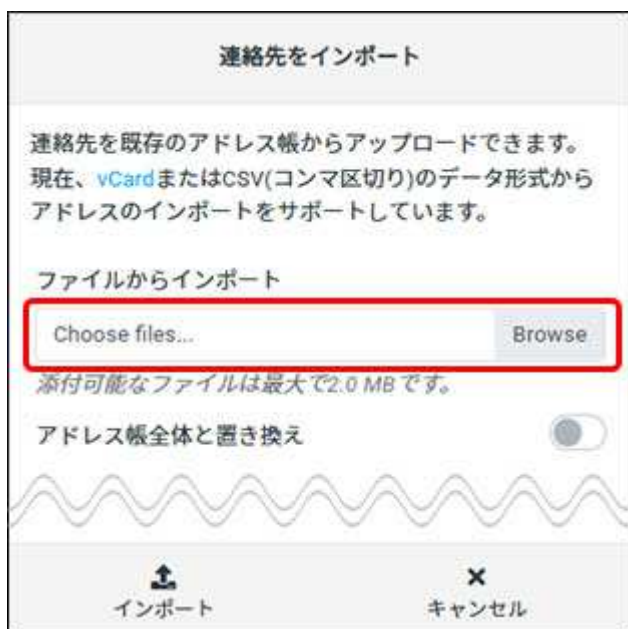 連絡先をインポート
連絡先を既存のアドレス帳からアップロードできます。
現在、vCardまたはCSV(コンマ区切り)のデータ形式から
アドレスのインポートをサポートしています。
ファイルからインポート
Choose files... Browse
添付可能なファイルは最大で2.0 MB です。
アドレス帳全体と置き換え
インポート キャンセル